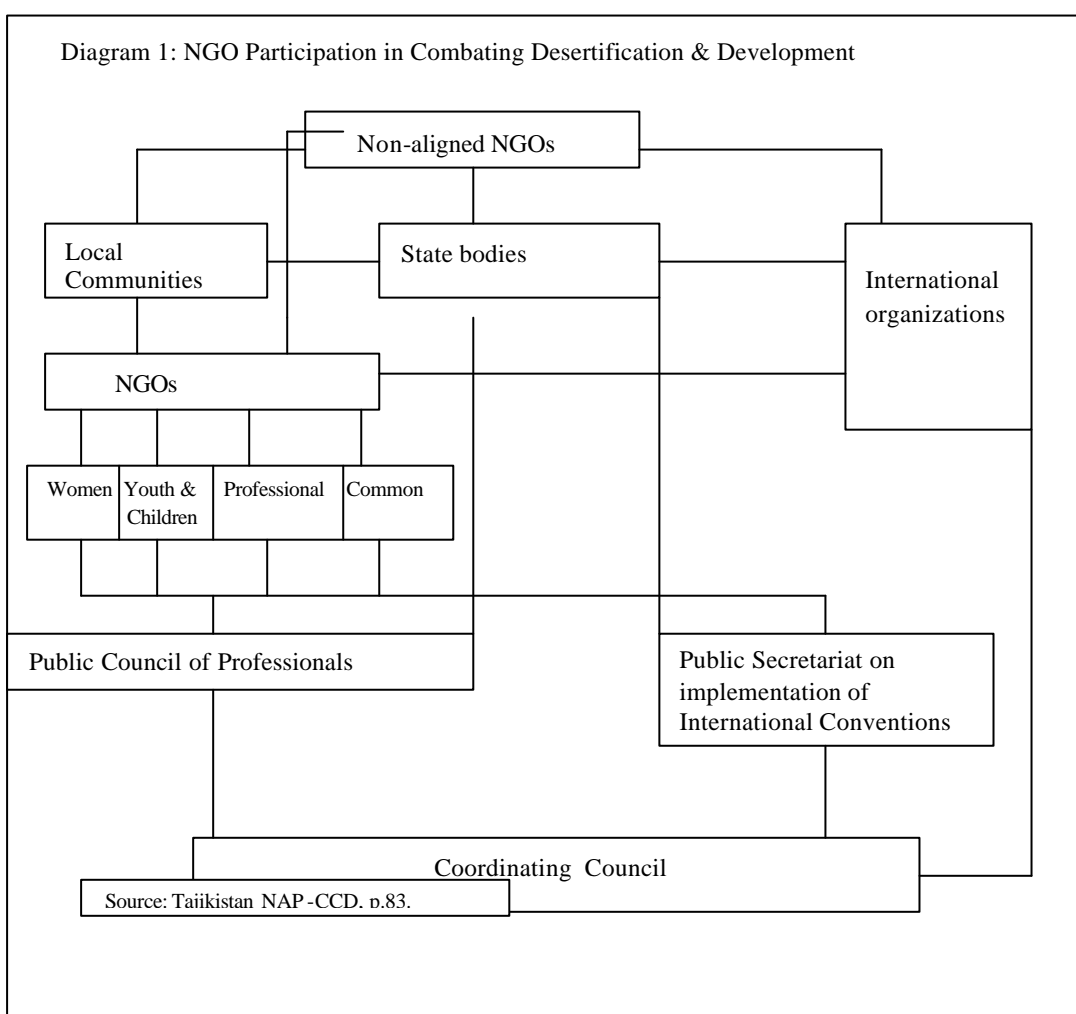 Diagram 1: NGO Participation in Combating Desertification & Development
Non-aligned NGOs
Local
Communities
State bodies
International
organizations
NGOs
Women
Youth &
Children
Professional
Common
Public Council of Professionals
Public Secretariat on
implementation of
International Conventions
Coordinating Council
Source: Tajikistan NAP-CCD, p.83.